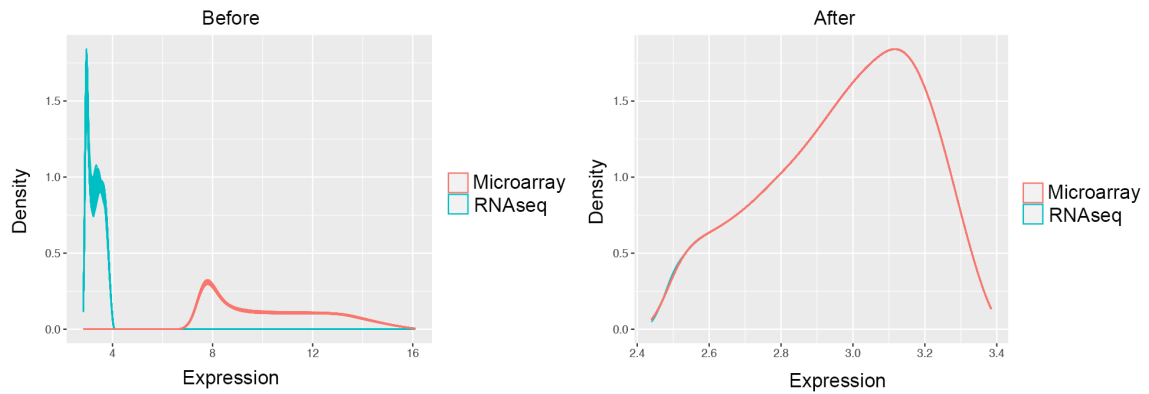 Before
Density
1.5
1.0
0.5
0.0
4 8 12 16
Expression
Microarray
RNAseq
After
Density
1.5
1.0
0.5
0.0
2.4 2.6 2.8 3.0 3.2 3.4
Expression
Microarray
RNAseq